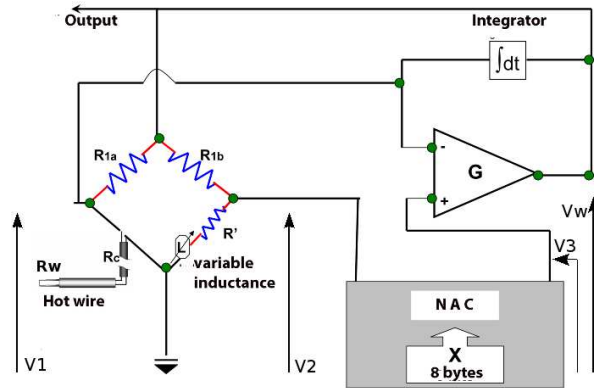 Output
Integrator
∫dt
R1a
R1b
-
G
+
Vw
Rc
L
R'
V3
Rw
variable
inductance
Hot wire
NAC
X
8 bytes
V1
V2